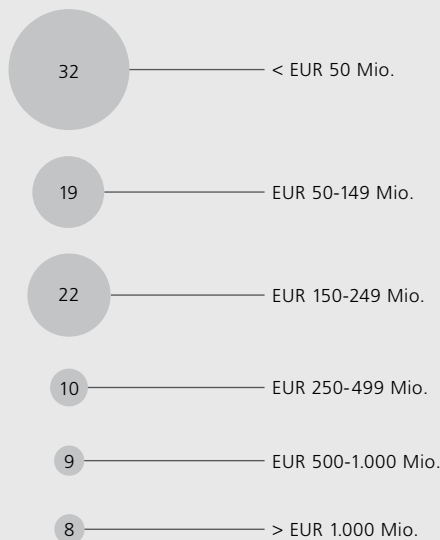 32 < EUR 50 Mio.
19 EUR 50-149 Mio.
22 EUR 150-249 Mio.
10 EUR 250-499 Mio.
9 EUR 500-1.000 Mio.
8 > EUR 1.000 Mio.